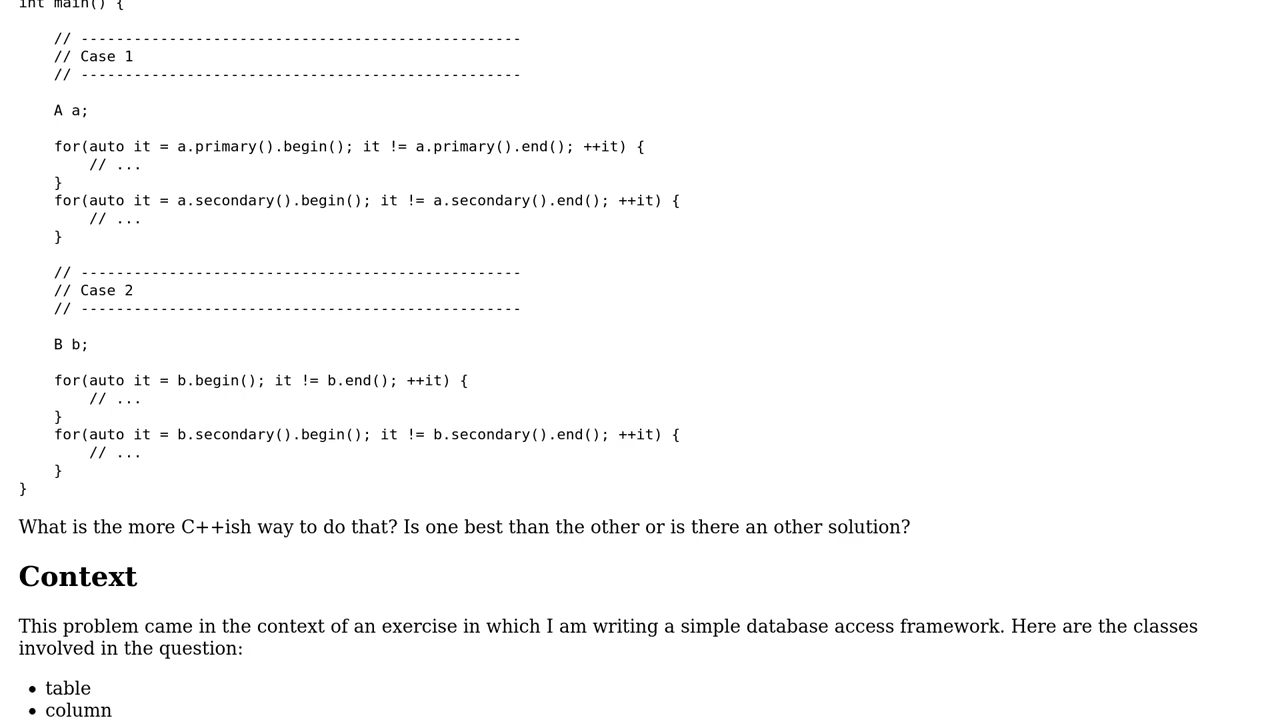 int main() {
// --------------------------------------------------
// Case 1
// --------------------------------------------------
A a;
for(auto it = a.primary().begin(); it != a.primary().end(); ++it) {
// ...
}
for(auto it = a.secondary().begin(); it != a.secondary().end(); ++it) {
// ...
}
// --------------------------------------------------
// Case 2
// --------------------------------------------------
B b;
for(auto it = b.begin(); it != b.end(); ++it) {
// ...
}
for(auto it = b.secondary().begin(); it != b.secondary().end(); ++it) {
// ...
}
}
What is the more C++ish way to do that? Is one best than the other or is there an other solution?
Context
This problem came in the context of an exercise in which I am writing a simple database access framework. Here are the classes
involved in the question:
• table
• column